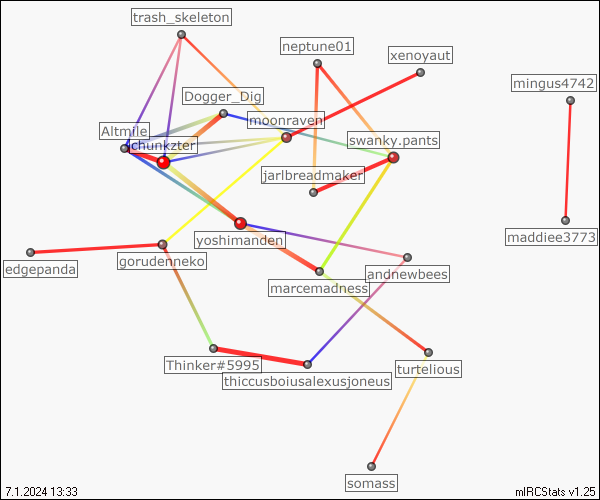 trash_skeleton
neptune01
xenoyaut
mingus4742
Dogger_Dig
moonraven
Altmile
chunkzter
swanky.pants
jarlbreadmaker
maddiee3773
yoshimanden
edgepanda
gorudenneko
andnewbees
marcemadness
Thinker#5995
turtelious
thiccusboiusalexusjoneus
somass
7.1.2024 13:33
mIRCStats v1.25